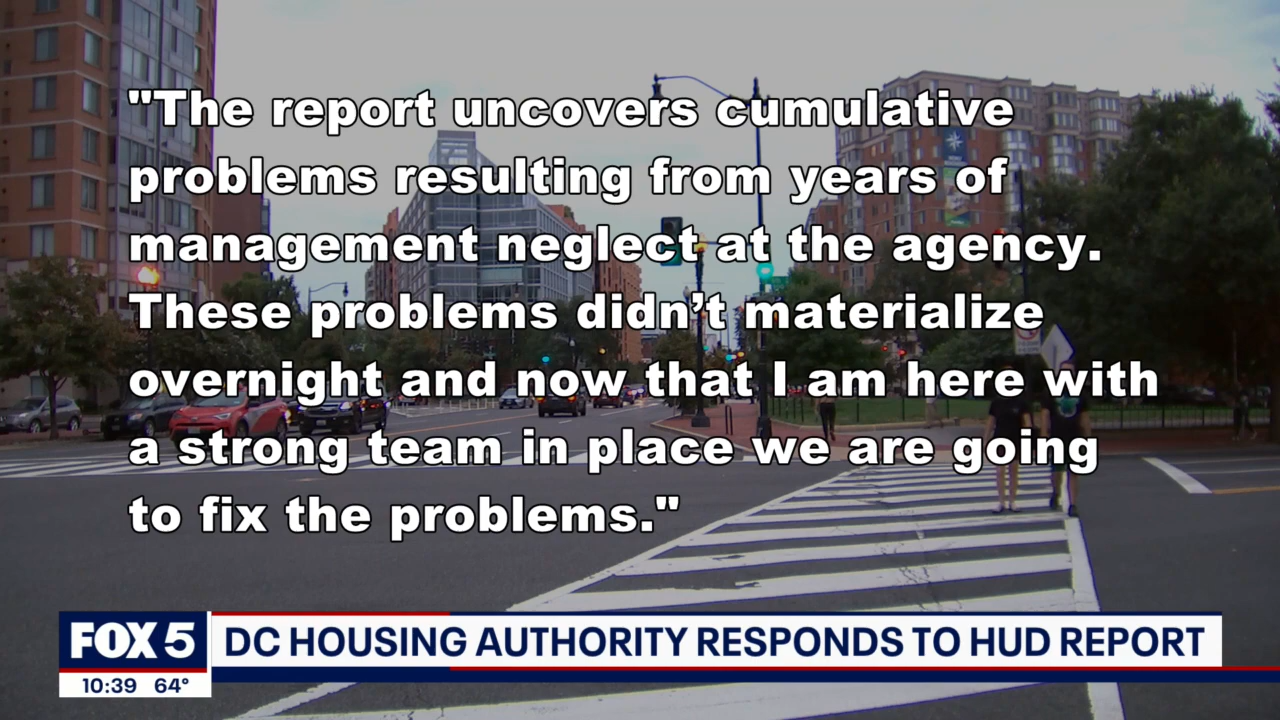 "The report uncovers cumulative
problems resulting from years of
management neglect at the agency.
These problems didn’t materialize
overnight and now that I am here with
a strong team in place we are going
to fix the problems."
FOX 5
DC HOUSING AUTHORITY RESPONDS TO HUD REPORT
10:39 64°